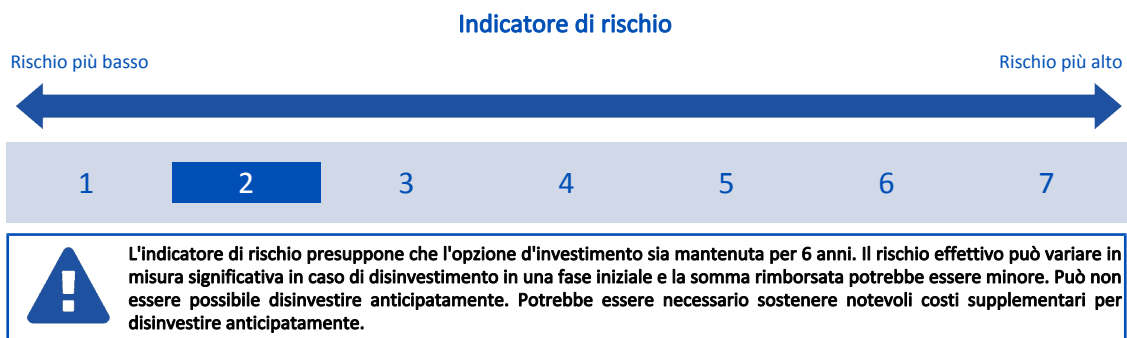 Indicatore di rischio
Rischio più basso Rischio più alto
1 2 3 4 5 6 7
L'indicatore di rischio presuppone che l'opzione d'investimento sia mantenuta per 6 anni. Il rischio effettivo può variare in
misura significativa in caso di disinvestimento in una fase iniziale e la somma rimborsata potrebbe essere minore. Può non
essere possibile disinvestire anticipatamente. Potrebbe essere necessario sostenere notevoli costi supplementari per
disinvestire anticipatamente.